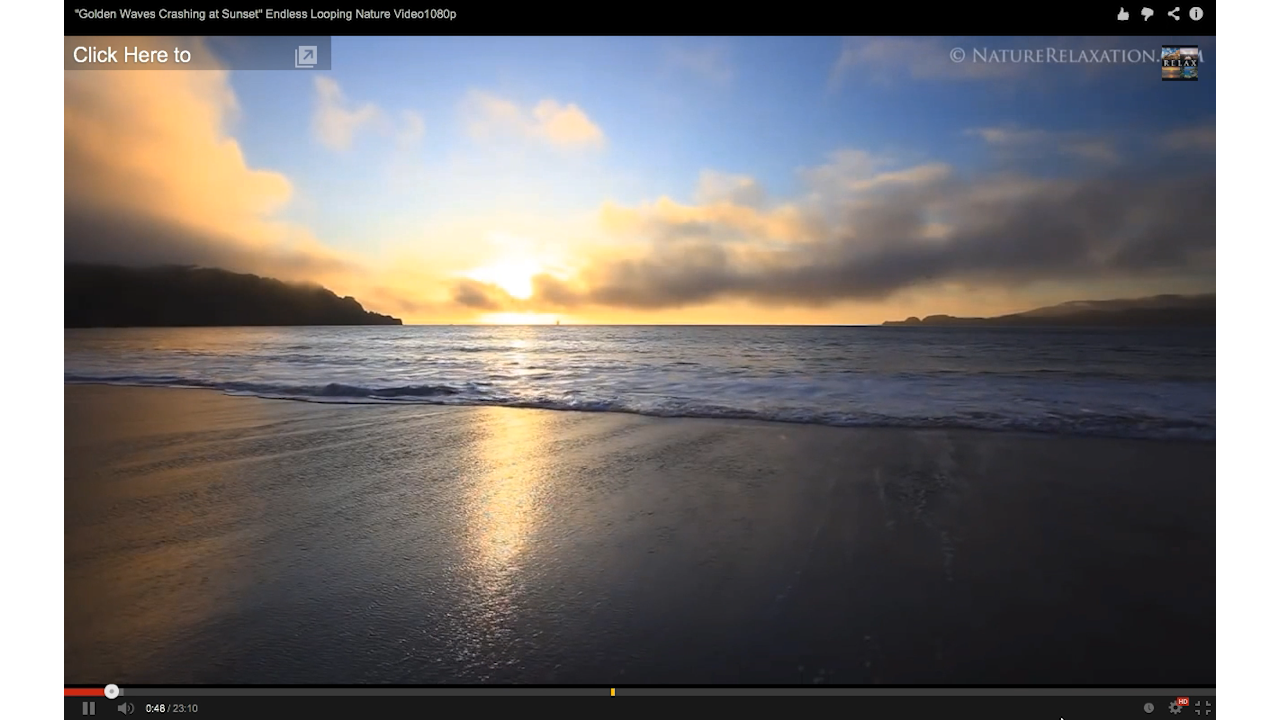 "Golden Waves Crashing at Sunset" Endless Looping Nature Video1080p
Click Here to
© NATURERELAXATION.
RELAX
0:48 / 23:10
HD